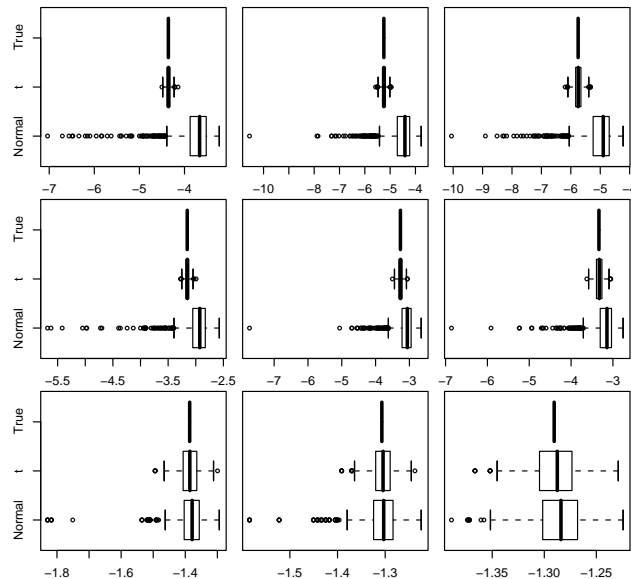 True
t
Normal
−7 −6 −5 −4
−10 −8 −7 −6 −5 −4
−10 −9 −8 −7 −6 −5 −4
True
t
Normal
−5.5 −4.5 −3.5 −2.5
−7 −6 −5 −4 −3
−7 −6 −5 −4 −3
True
t
Normal
−1.8 −1.6 −1.4
−1.5 −1.4 −1.3
−1.35 −1.30 −1.25